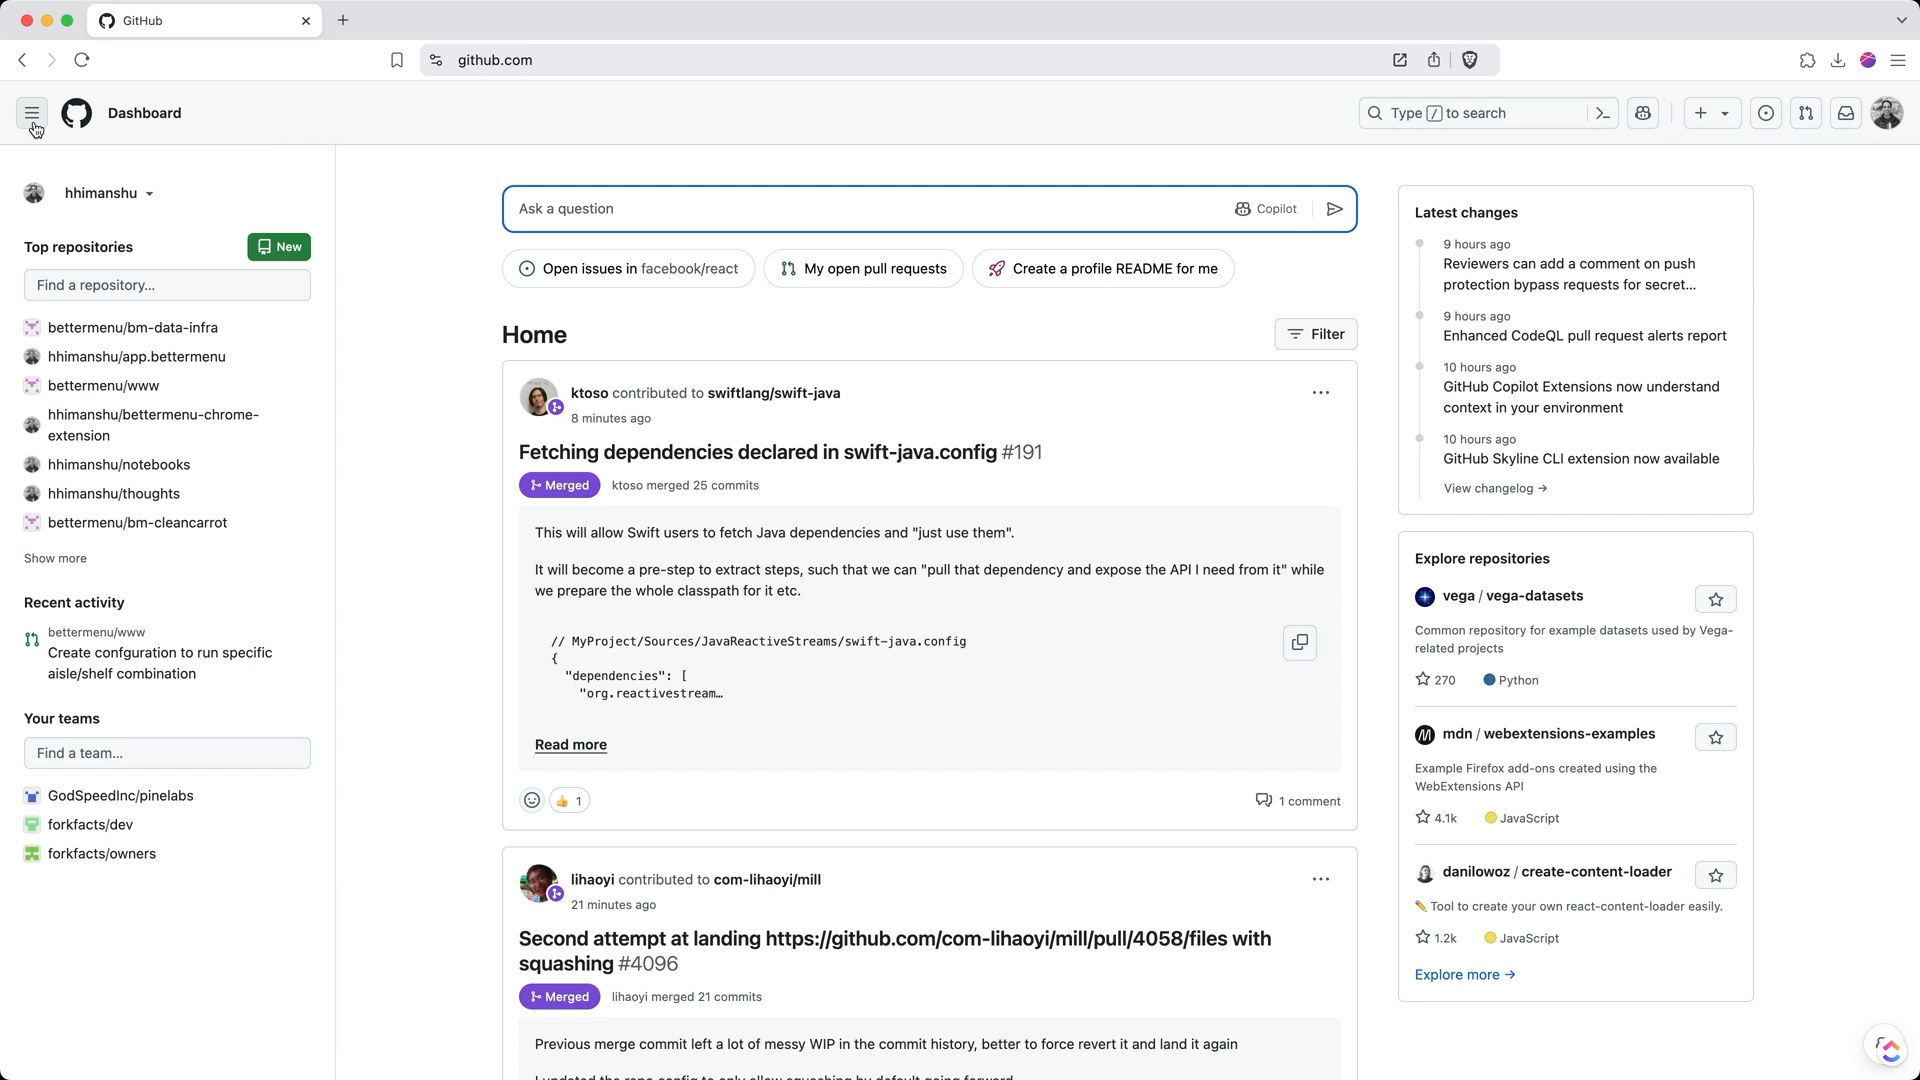 GitHub
github.com
Dashboard
Type / to search
hhimanshu
Top repositories
New
Find a repository...
bettermenu/bm-data-infra
hhimanshu/app.bettermenu
bettermenu/www
hhimanshu/bettermenu-chrome-
extension
hhimanshu/notebooks
hhimanshu/thoughts
bettermenu/bm-cleancarrot
Show more
Recent activity
bettermenu/www
Create confguration to run specific
aisle/shelf combination
Your teams
Find a team...
GodSpeedInc/pinelabs
forkfacts/dev
forkfacts/owners
Ask a question
Copilot
Open issues in facebook/react
My open pull requests
Create a profile README for me
Home
Filter
ktoso contributed to swiftlang/swift-java
8 minutes ago
Fetching dependencies declared in swift-java.config #191
Merged
ktoso merged 25 commits
This will allow Swift users to fetch Java dependencies and "just use them".
It will become a pre-step to extract steps, such that we can "pull that dependency and expose the API I need from it" while
we prepare the whole classpath for it etc.
// MyProject/Sources/JavaReactiveStreams/swift-java.config
{
"dependencies": [
"org.reactivestream…
Read more
👍 1
1 comment
lihaoyi contributed to com-lihaoyi/mill
21 minutes ago
Second attempt at landing https://github.com/com-lihaoyi/mill/pull/4058/files with
squashing #4096
Merged
lihaoyi merged 21 commits
Previous merge commit left a lot of messy WIP in the commit history, better to force revert it and land it again
Latest changes
9 hours ago
Reviewers can add a comment on push
protection bypass requests for secret...
9 hours ago
Enhanced CodeQL pull request alerts report
10 hours ago
GitHub Copilot Extensions now understand
context in your environment
10 hours ago
GitHub Skyline CLI extension now available
View changelog →
Explore repositories
vega / vega-datasets
Common repository for example datasets used by Vega-
related projects
270
Python
mdn / webextensions-examples
Example Firefox add-ons created using the
WebExtensions API
4.1k
JavaScript
danilowoz / create-content-loader
✏️ Tool to create your own react-content-loader easily.
1.2k
JavaScript
Explore more →